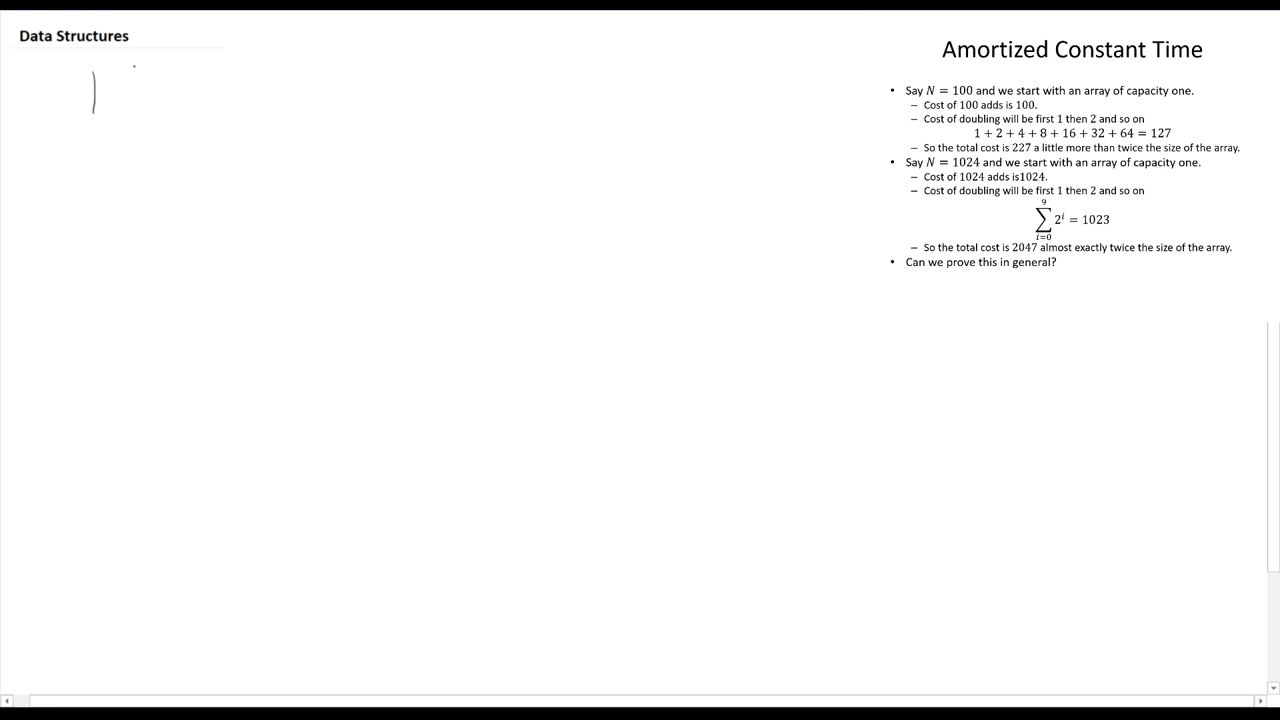 Data Structures
Amortized Constant Time
• Say N = 100 and we start with an array of capacity one.
– Cost of 100 adds is 100.
– Cost of doubling will be first 1 then 2 and so on
1 + 2 + 4 + 8 + 16 + 32 + 64 = 127
– So the total cost is 227 a little more than twice the size of the array.
• Say N = 1024 and we start with an array of capacity one.
– Cost of 1024 adds is1024.
– Cost of doubling will be first 1 then 2 and so on
9
∑ 2^i = 1023
i=0
– So the total cost is 2047 almost exactly twice the size of the array.
• Can we prove this in general?